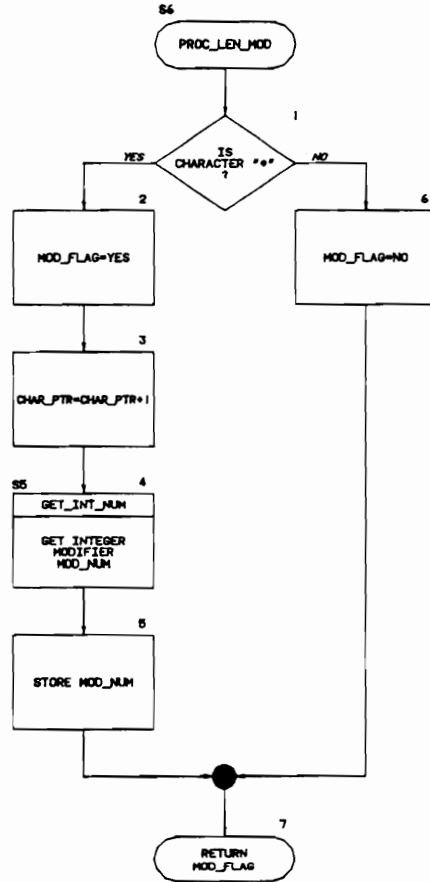 S6
PROC_LEN_MOD
1
IS
CHARACTER "*"
?
YES
NO
2
MOD_FLAG=YES
6
MOD_FLAG=NO
3
CHAR_PTR=CHAR_PTR+1
S5
4
GET_INT_NUM
GET INTEGER
MODIFIER
MOD_NUM
5
STORE MOD_NUM
7
RETURN
MOD_FLAG